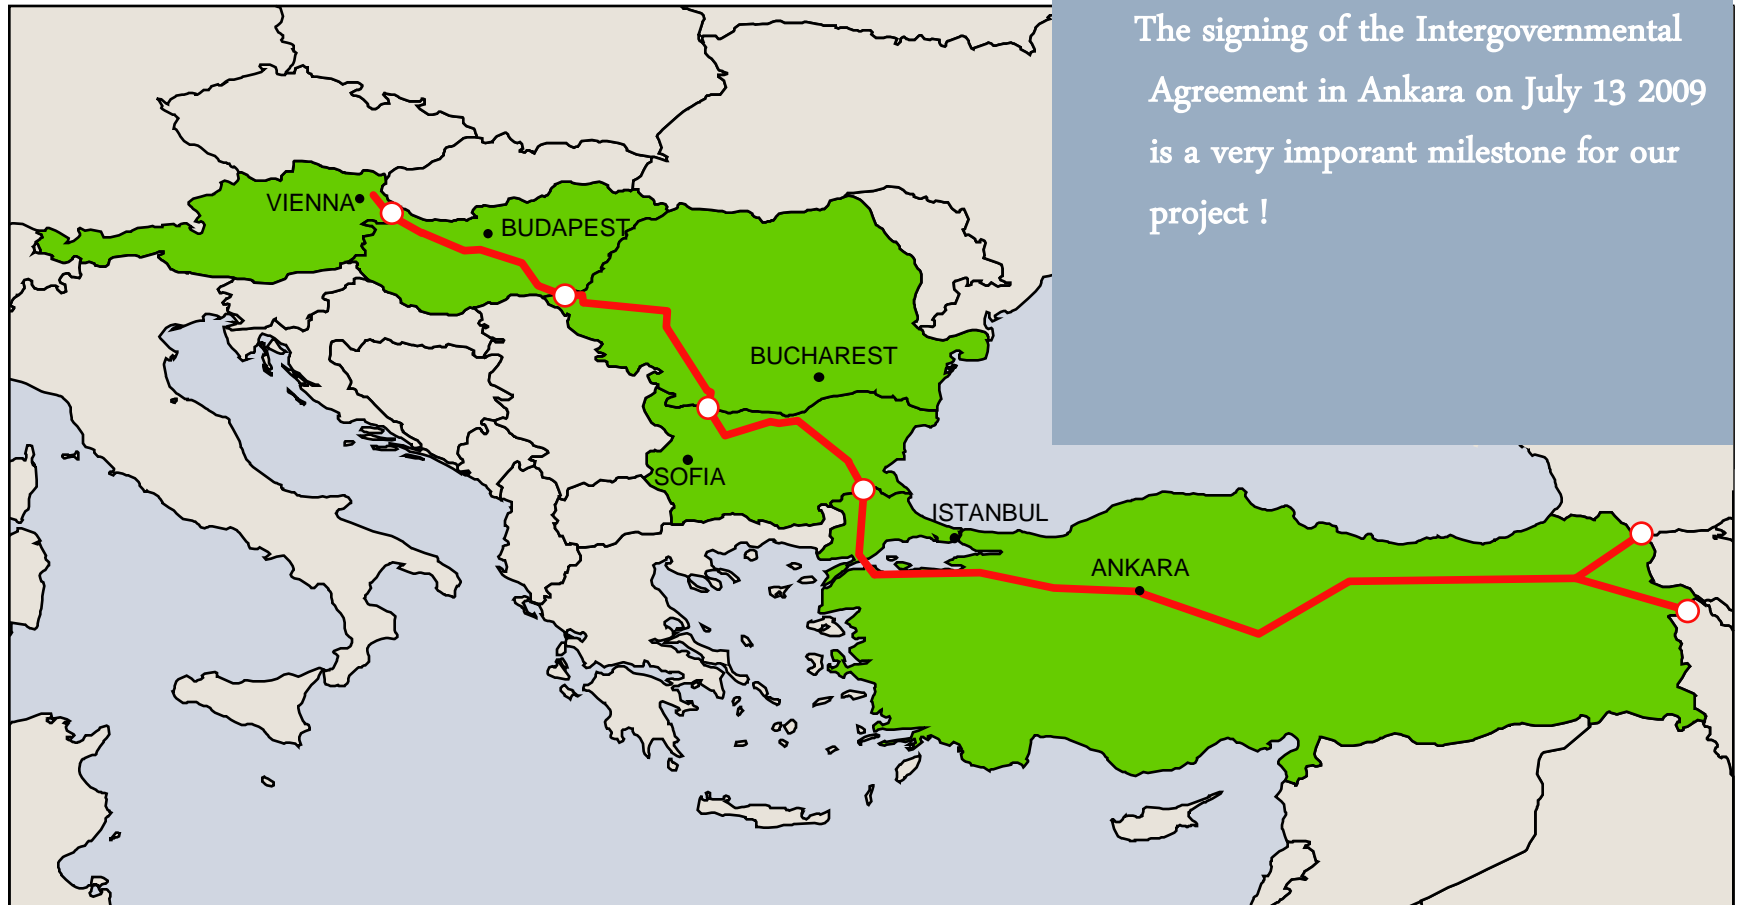 The signing of the Intergovernmental
Agreement in Ankara on July 13 2009
is a very imporant milestone for our
project !
VIENNA
BUDAPEST
BUCHAREST
SOFIA
ISTANBUL
ANKARA